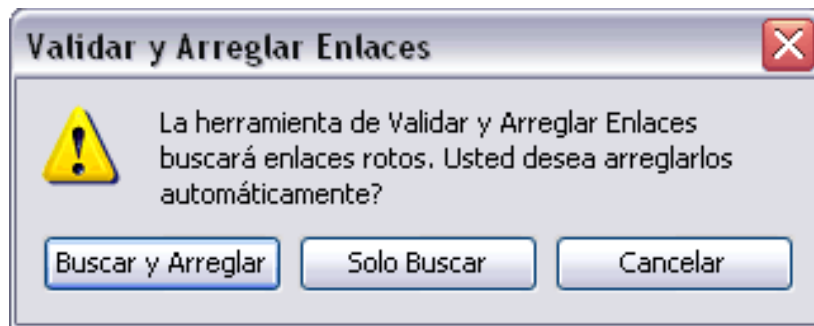 Validar y Arreglar Enlaces
La herramienta de Validar y Arreglar Enlaces
buscará enlaces rotos. Usted desea arreglarlos
automáticamente?
Buscar y Arreglar
Solo Buscar
Cancelar